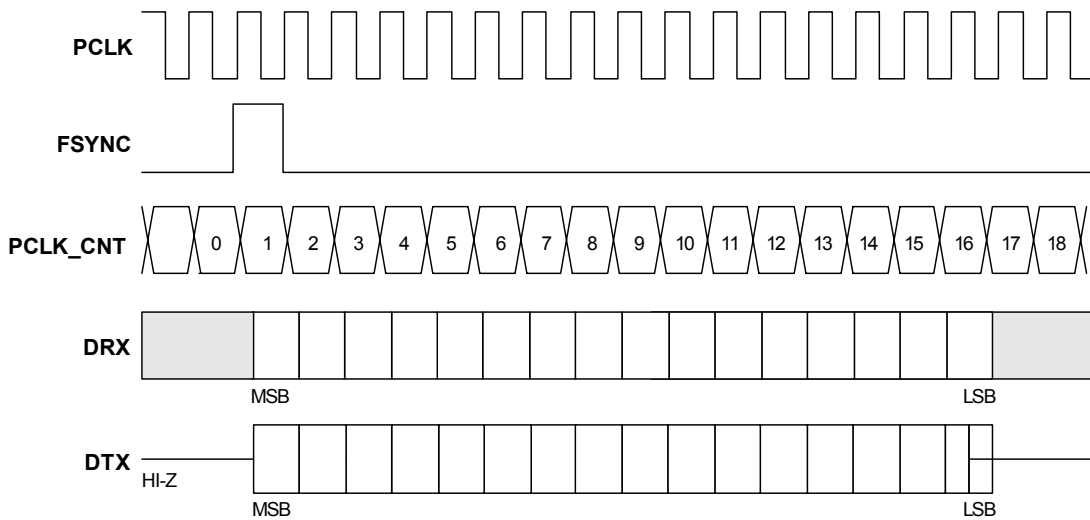 PCLK
FSYNC
PCLK_CNT 0 1 2 3 4 5 6 7 8 9 10 11 12 13 14 15 16 17 18
DRX
MSB LSB
DTX
HI-Z
MSB LSB